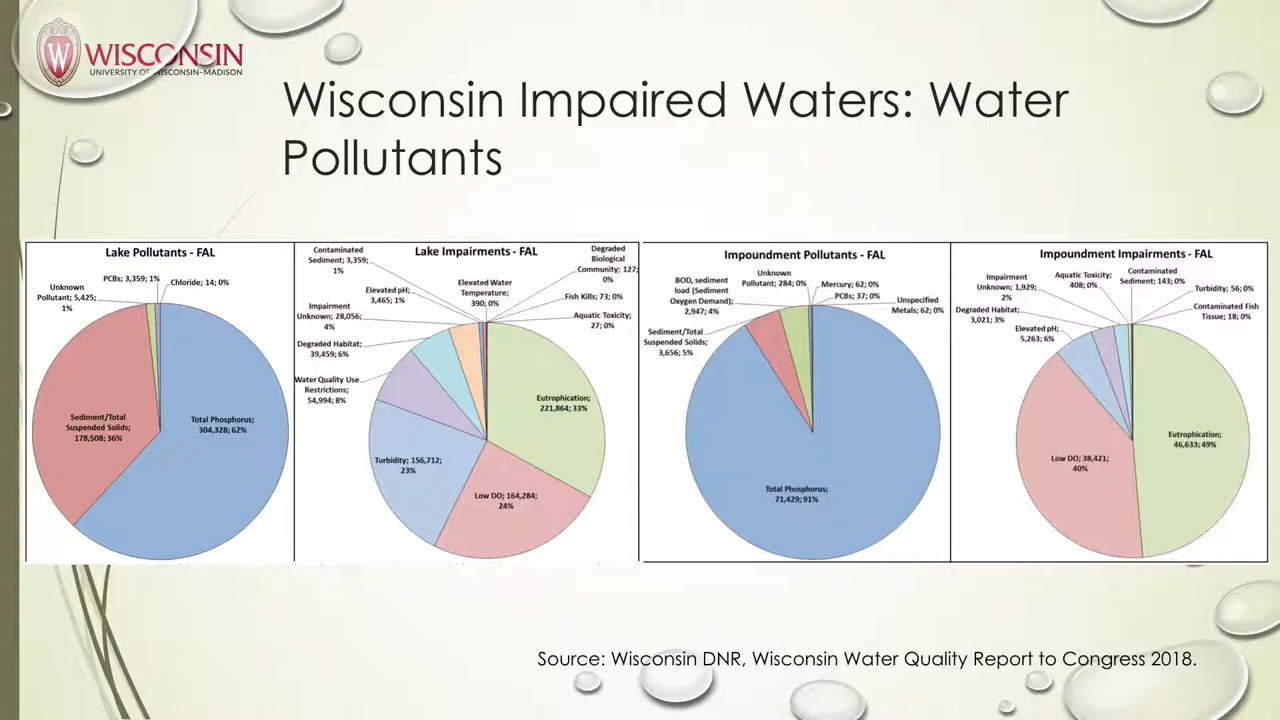 WISCONSIN
UNIVERSITY OF WISCONSIN–MADISON
Wisconsin Impaired Waters: Water
Pollutants
Lake Pollutants - FAL
PCBs; 3,359; 1%
Chloride; 14; 0%
Unknown
Pollutant; 5,425;
1%
Sediment/Total
Suspended Solids;
178,508; 36%
Total Phosphorus;
304,328; 62%
Lake Impairments - FAL
Contaminated
Sediment; 3,359;
1%
Elevated pH;
3,465; 1%
Elevated Water
Temperature;
390; 0%
Degraded
Biological
Community; 127;
0%
Fish Kills; 73; 0%
Aquatic Toxicity;
27; 0%
Impairment
Unknown; 28,056;
4%
Degraded Habitat;
39,459; 6%
Water Quality Use
Restrictions;
54,994; 8%
Turbidity; 156,712;
23%
Low DO; 164,284;
24%
Eutrophication;
221,864; 33%
Impoundment Pollutants - FAL
BOD, sediment
load (Sediment
Oxygen Demand);
2,947; 4%
Unknown
Pollutant; 284; 0%
Mercury; 62; 0%
PCBs; 37; 0%
Unspecified
Metals; 62; 0%
Sediment/Total
Suspended Solids;
3,656; 5%
Total Phosphorus;
71,429; 91%
Impoundment Impairments - FAL
Impairment
Unknown; 1,929;
2%
Aquatic Toxicity;
408; 0%
Contaminated
Sediment; 143; 0%
Turbidity; 56; 0%
Contaminated Fish
Tissue; 18; 0%
Degraded Habitat;
3,021; 3%
Elevated pH;
5,263; 6%
Low DO; 38,421;
40%
Eutrophication;
46,633; 49%
Source: Wisconsin DNR, Wisconsin Water Quality Report to Congress 2018.